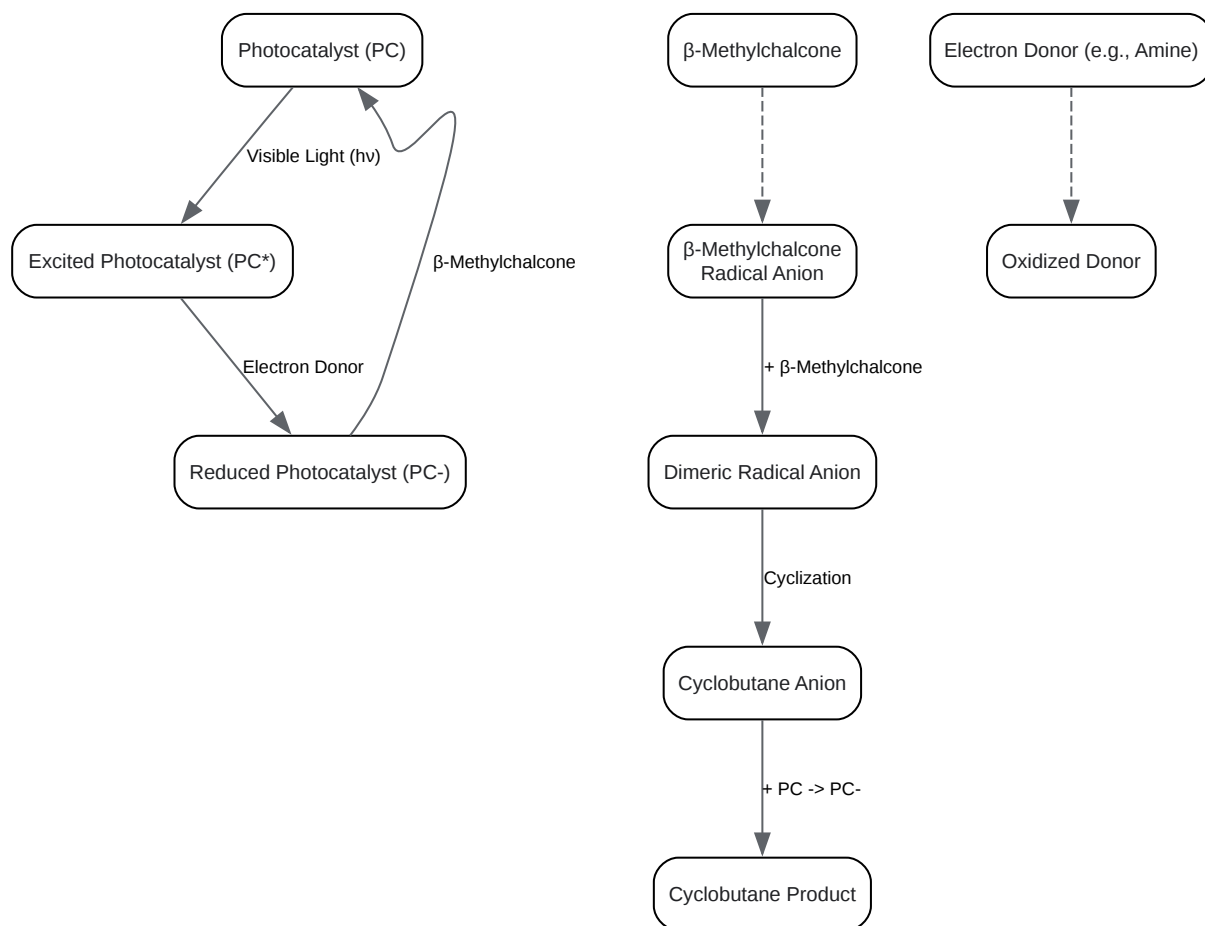 Photocatalyst (PC)
β-Methylchalcone
Electron Donor (e.g., Amine)
Visible Light (hν)
Excited Photocatalyst (PC*)
β-Methylchalcone
β-Methylchalcone
Radical Anion
Oxidized Donor
Electron Donor
+ β-Methylchalcone
Reduced Photocatalyst (PC-)
Dimeric Radical Anion
Cyclization
Cyclobutane Anion
+ PC -> PC-
Cyclobutane Product